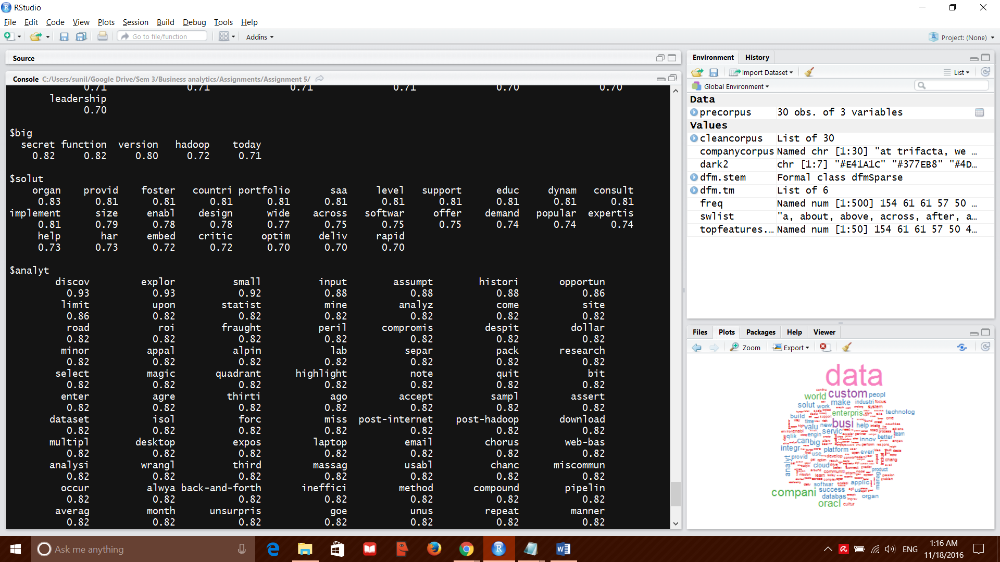 RStudio
File Edit Code View Plots Session Build Debug Tools Help
Go to file/function Addins Project: (None)
Source
Console C:/Users/sunil/Google Drive/Sem 3/Business analytics/Assignments/Assignment 5/
0.71 0.71 0.71 0.71 0.70 0.70
leadership
0.70
$big
secret function version hadoop today
0.82 0.82 0.80 0.72 0.71
$solut
organ provid foster countri portfolio saa level support educ dynam consult
0.83 0.81 0.81 0.81 0.81 0.81 0.81 0.81 0.81 0.81 0.81
implement size enabl design wide across softwar offer demand popular expertis
0.81 0.79 0.78 0.78 0.77 0.75 0.75 0.75 0.74 0.74 0.74
help har embed critic optim deliv rapid
0.73 0.73 0.72 0.72 0.70 0.70 0.70
$analyt
discov explor small input assumpt histori opportun
0.93 0.93 0.92 0.88 0.88 0.88 0.86
limit upon statist mine analyz come site
0.86 0.82 0.82 0.82 0.82 0.82 0.82
road roi fraught peril compromis despit dollar
0.82 0.82 0.82 0.82 0.82 0.82 0.82
minor appal alpin lab separ pack research
0.82 0.82 0.82 0.82 0.82 0.82 0.82
select magic quadrant highlight note quit bit
0.82 0.82 0.82 0.82 0.82 0.82 0.82
enter agre thirti ago accept sampl assert
0.82 0.82 0.82 0.82 0.82 0.82 0.82
dataset isol forc miss post-internet post-hadoop download
0.82 0.82 0.82 0.82 0.82 0.82 0.82
multipl desktop expos laptop email chorus web-bas
0.82 0.82 0.82 0.82 0.82 0.82 0.82
analysi wrangl third massag usabl chanc miscommun
0.82 0.82 0.82 0.82 0.82 0.82 0.82
occur alwya back-and-forth ineffici method compound pipelin
0.82 0.82 0.82 0.82 0.82 0.82 0.82
averag month unsurpris goe unus repeat manner
0.82 0.82 0.82 0.82 0.82 0.82 0.82
Environment History
Import Dataset List
Global Environment
Data
precorpus 30 obs. of 3 variables
Values
cleancorpus List of 30
companycorpus Named chr [1:30] "at trifacta, we …
dark2 chr [1:7] "#E41A1C" "#377EB8" "#4D…
dfm.stem Formal class dfmSparse
dfm.tm List of 6
freq Named num [1:500] 154 61 61 57 50 …
swlist "a, about, above, across, after, a…
topfeatures.… Named num [1:50] 154 61 61 57 50 4…
Files Plots Packages Help Viewer
Zoom Export
data
world custom peopl
solut work make industri focus
system
enterpris technolog
build one
time valu new busi help
engin servic
qlik can big innov better team
integr platform everi
provid use develop
analyt cloud chang
communiti product
learn today manag
softwar applic
compani success us
databas organ
oracl cultur
Ask me anything
ENG
1:16 AM
11/18/2016